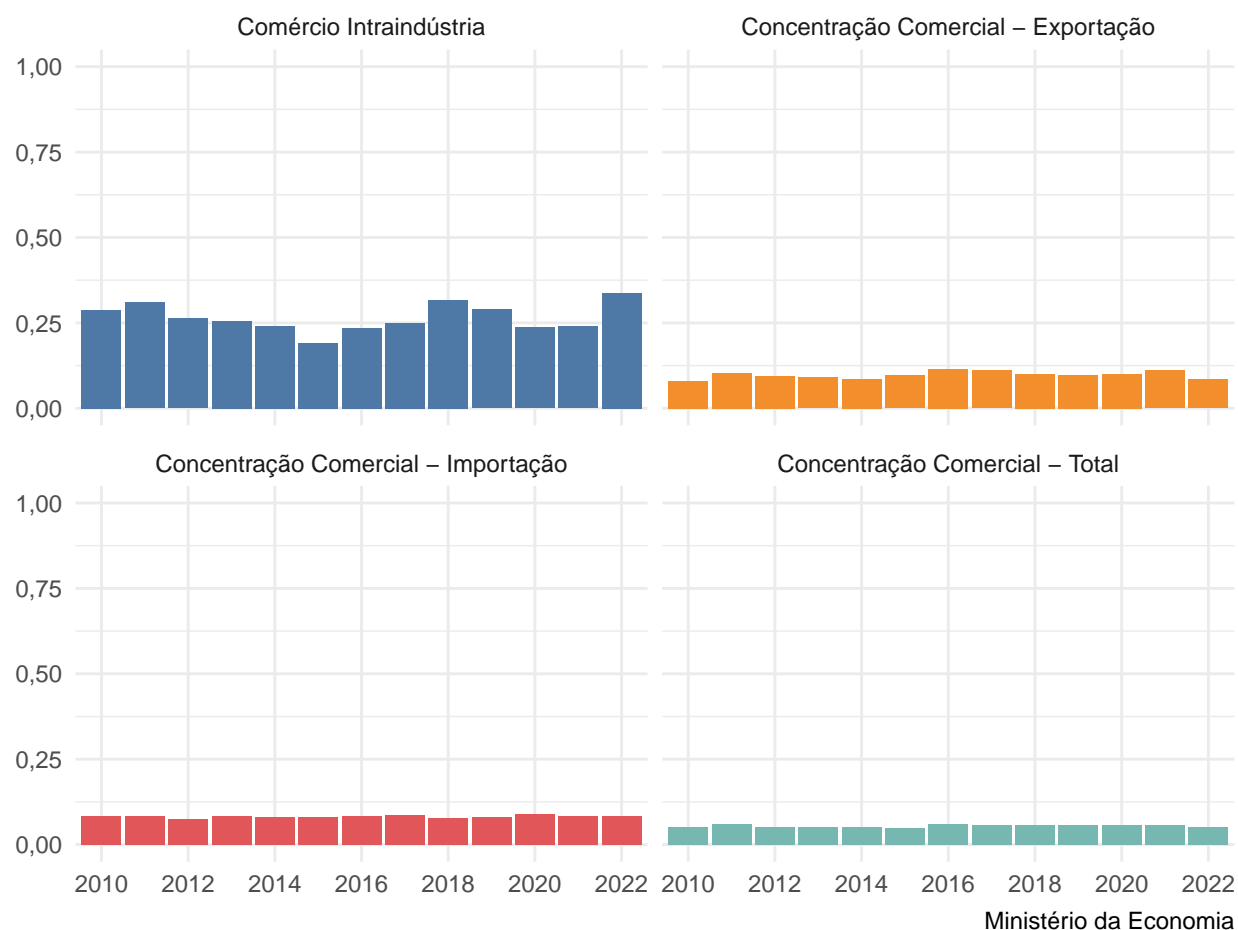 Comércio Intraindústria
Concentração Comercial – Exportação
1,00
0,75
0,50
0,25
0,00
Concentração Comercial – Importação
Concentração Comercial – Total
1,00
0,75
0,50
0,25
0,00
2010 2012 2014 2016 2018 2020 2022
2010 2012 2014 2016 2018 2020 2022
Ministério da Economia